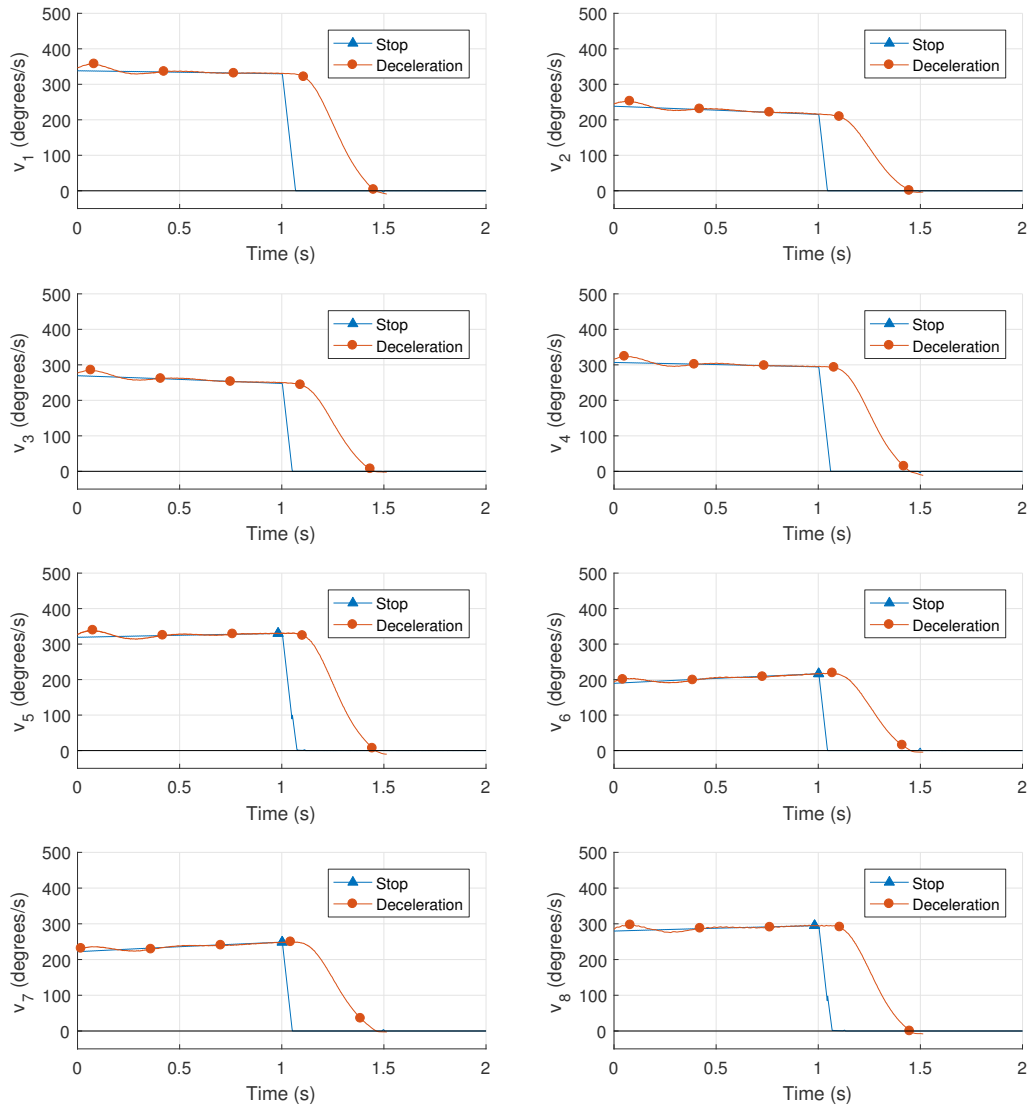 500
400
300
200
100
0
v1 (degrees/s)
0 0.5 1 1.5 2
Time (s)
Stop
Deceleration
500
400
300
200
100
0
v2 (degrees/s)
0 0.5 1 1.5 2
Time (s)
Stop
Deceleration
500
400
300
200
100
0
v3 (degrees/s)
0 0.5 1 1.5 2
Time (s)
Stop
Deceleration
500
400
300
200
100
0
v4 (degrees/s)
0 0.5 1 1.5 2
Time (s)
Stop
Deceleration
500
400
300
200
100
0
v5 (degrees/s)
0 0.5 1 1.5 2
Time (s)
Stop
Deceleration
500
400
300
200
100
0
v6 (degrees/s)
0 0.5 1 1.5 2
Time (s)
Stop
Deceleration
500
400
300
200
100
0
v7 (degrees/s)
0 0.5 1 1.5 2
Time (s)
Stop
Deceleration
500
400
300
200
100
0
v8 (degrees/s)
0 0.5 1 1.5 2
Time (s)
Stop
Deceleration